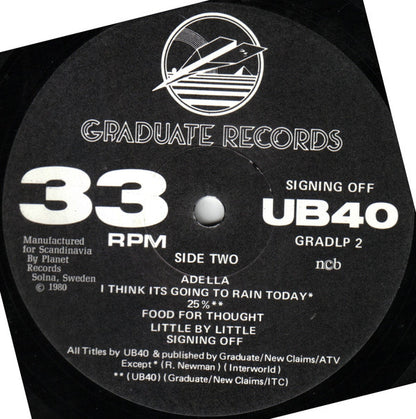 GRADUATE RECORDS
33
RPM
SIGNING OFF
UB40
GRADLP 2
ncb
Manufactured
for Scandinavia
By Planet
Records
Solna, Sweden
© 1980
SIDE TWO
ADELLA
I THINK ITS GOING TO RAIN TODAY*
25%**
FOOD FOR THOUGHT
LITTLE BY LITTLE
SIGNING OFF
All Titles by UB40 & published by Graduate/New Claims/ATV
Except * (R. Newman) (Interworld)
** (UB40) (Graduate/New Claims/ITC)